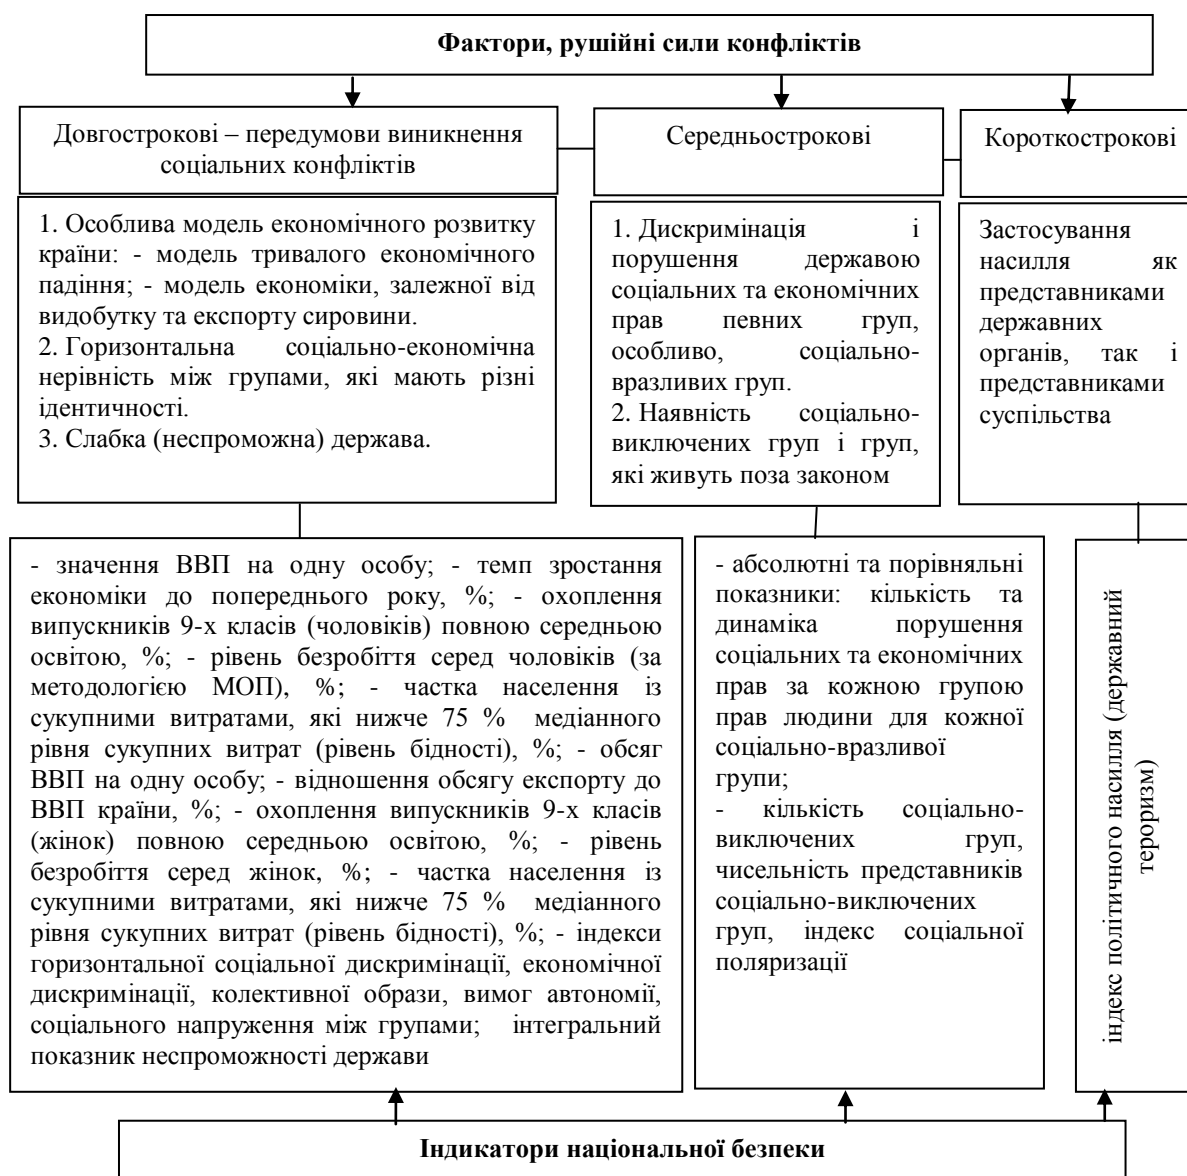 Фактори, рушійні сили конфліктів
Довгострокові – передумови виникнення
соціальних конфліктів
Середньострокові
Короткострокові
1. Особлива модель економічного розвитку
країни: - модель тривалого економічного
падіння; - модель економіки, залежної від
видобутку та експорту сировини.
2. Горизонтальна соціально-економічна
нерівність між групами, які мають різні
ідентичності.
3. Слабка (неспроможна) держава.
1. Дискримінація і
порушення державою
соціальних та економічних
прав певних груп,
особливо, соціально-
вразливих груп.
2. Наявність соціально-
виключених груп і груп,
які живуть поза законом
Застосування
насилля як
представниками
державних
органів, так і
представниками
суспільства
- значення ВВП на одну особу; - темп зростання
економіки до попереднього року, %; - охоплення
випускників 9-х класів (чоловіків) повною середньою
освітою, %; - рівень безробіття серед чоловіків (за
методологією МОП), %; - частка населення із
сукупними витратами, які нижче 75 % медіанного
рівня сукупних витрат (рівень бідності), %; - обсяг
ВВП на одну особу; - відношення обсягу експорту до
ВВП країни, %; - охоплення випускників 9-х класів
(жінок) повною середньою освітою, %; - рівень
безробіття серед жінок, %; - частка населення із
сукупними витратами, які нижче 75 % медіанного
рівня сукупних витрат (рівень бідності), %; - індекси
горизонтальної соціальної дискримінації, економічної
дискримінації, колективної образи, вимог автономії,
соціального напруження між групами; інтегральний
показник неспроможності держави
- абсолютні та порівняльні
показники: кількість та
динаміка порушення
соціальних та економічних
прав за кожною групою
прав людини для кожної
соціально-вразливої
групи;
- кількість соціально-
виключених груп,
чисельність представників
соціально-виключених
груп, індекс соціальної
поляризації
індекс політичного насилля (державний
тероризм)
Індикатори національної безпеки